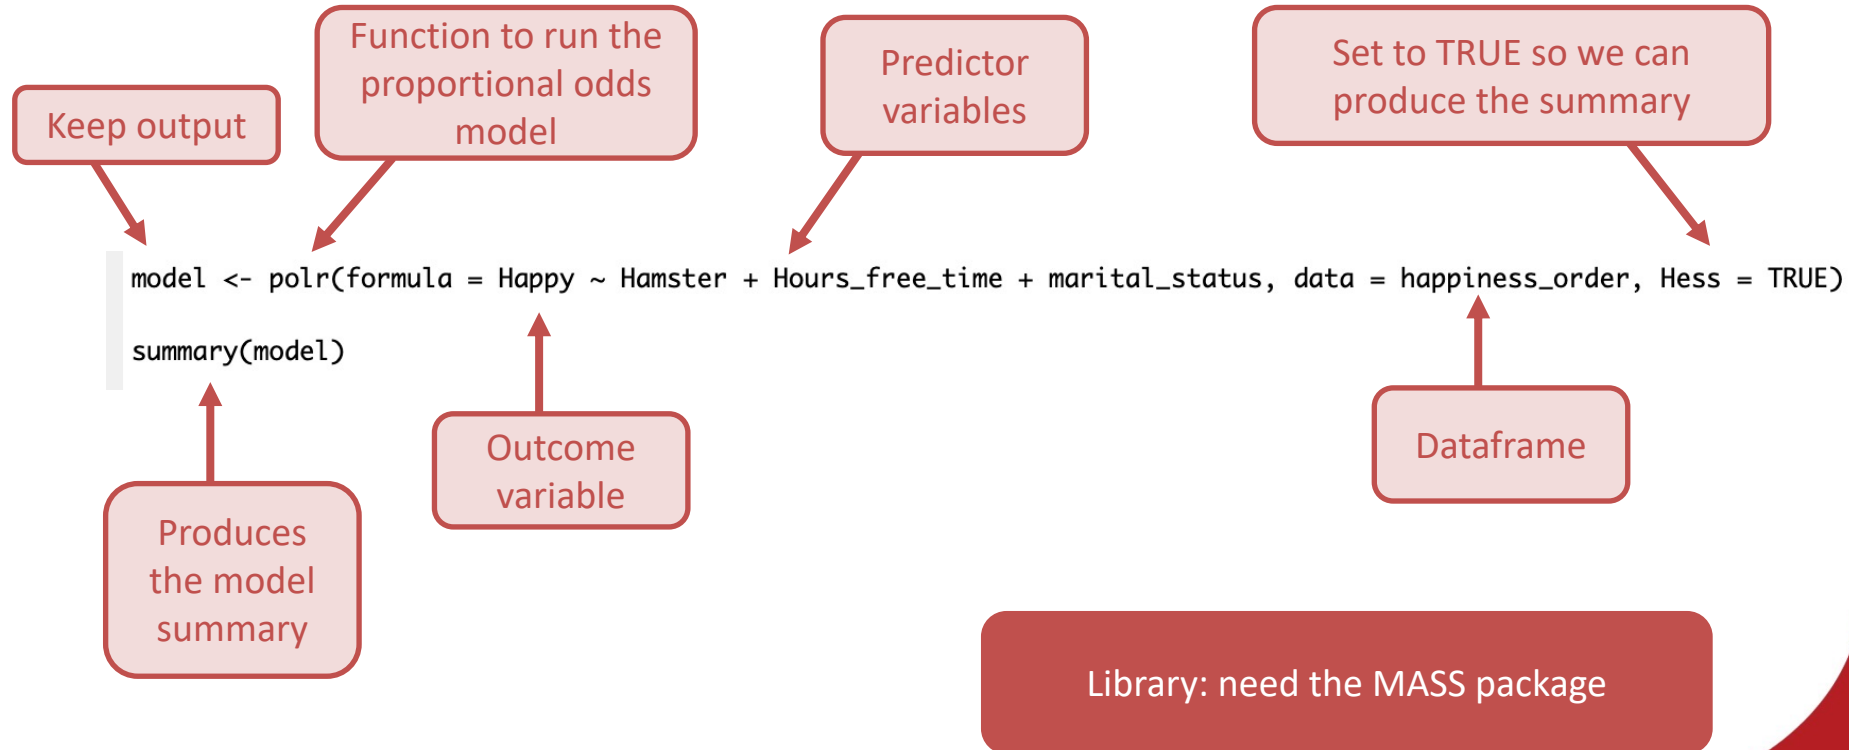 Keep output
Function to run the
proportional odds
model
Predictor
variables
Set to TRUE so we can
produce the summary
model <- polr(formula = Happy ~ Hamster + Hours_free_time + marital_status, data = happiness_order, Hess = TRUE)
summary(model)
Produces
the model
summary
Outcome
variable
Dataframe
Library: need the MASS package